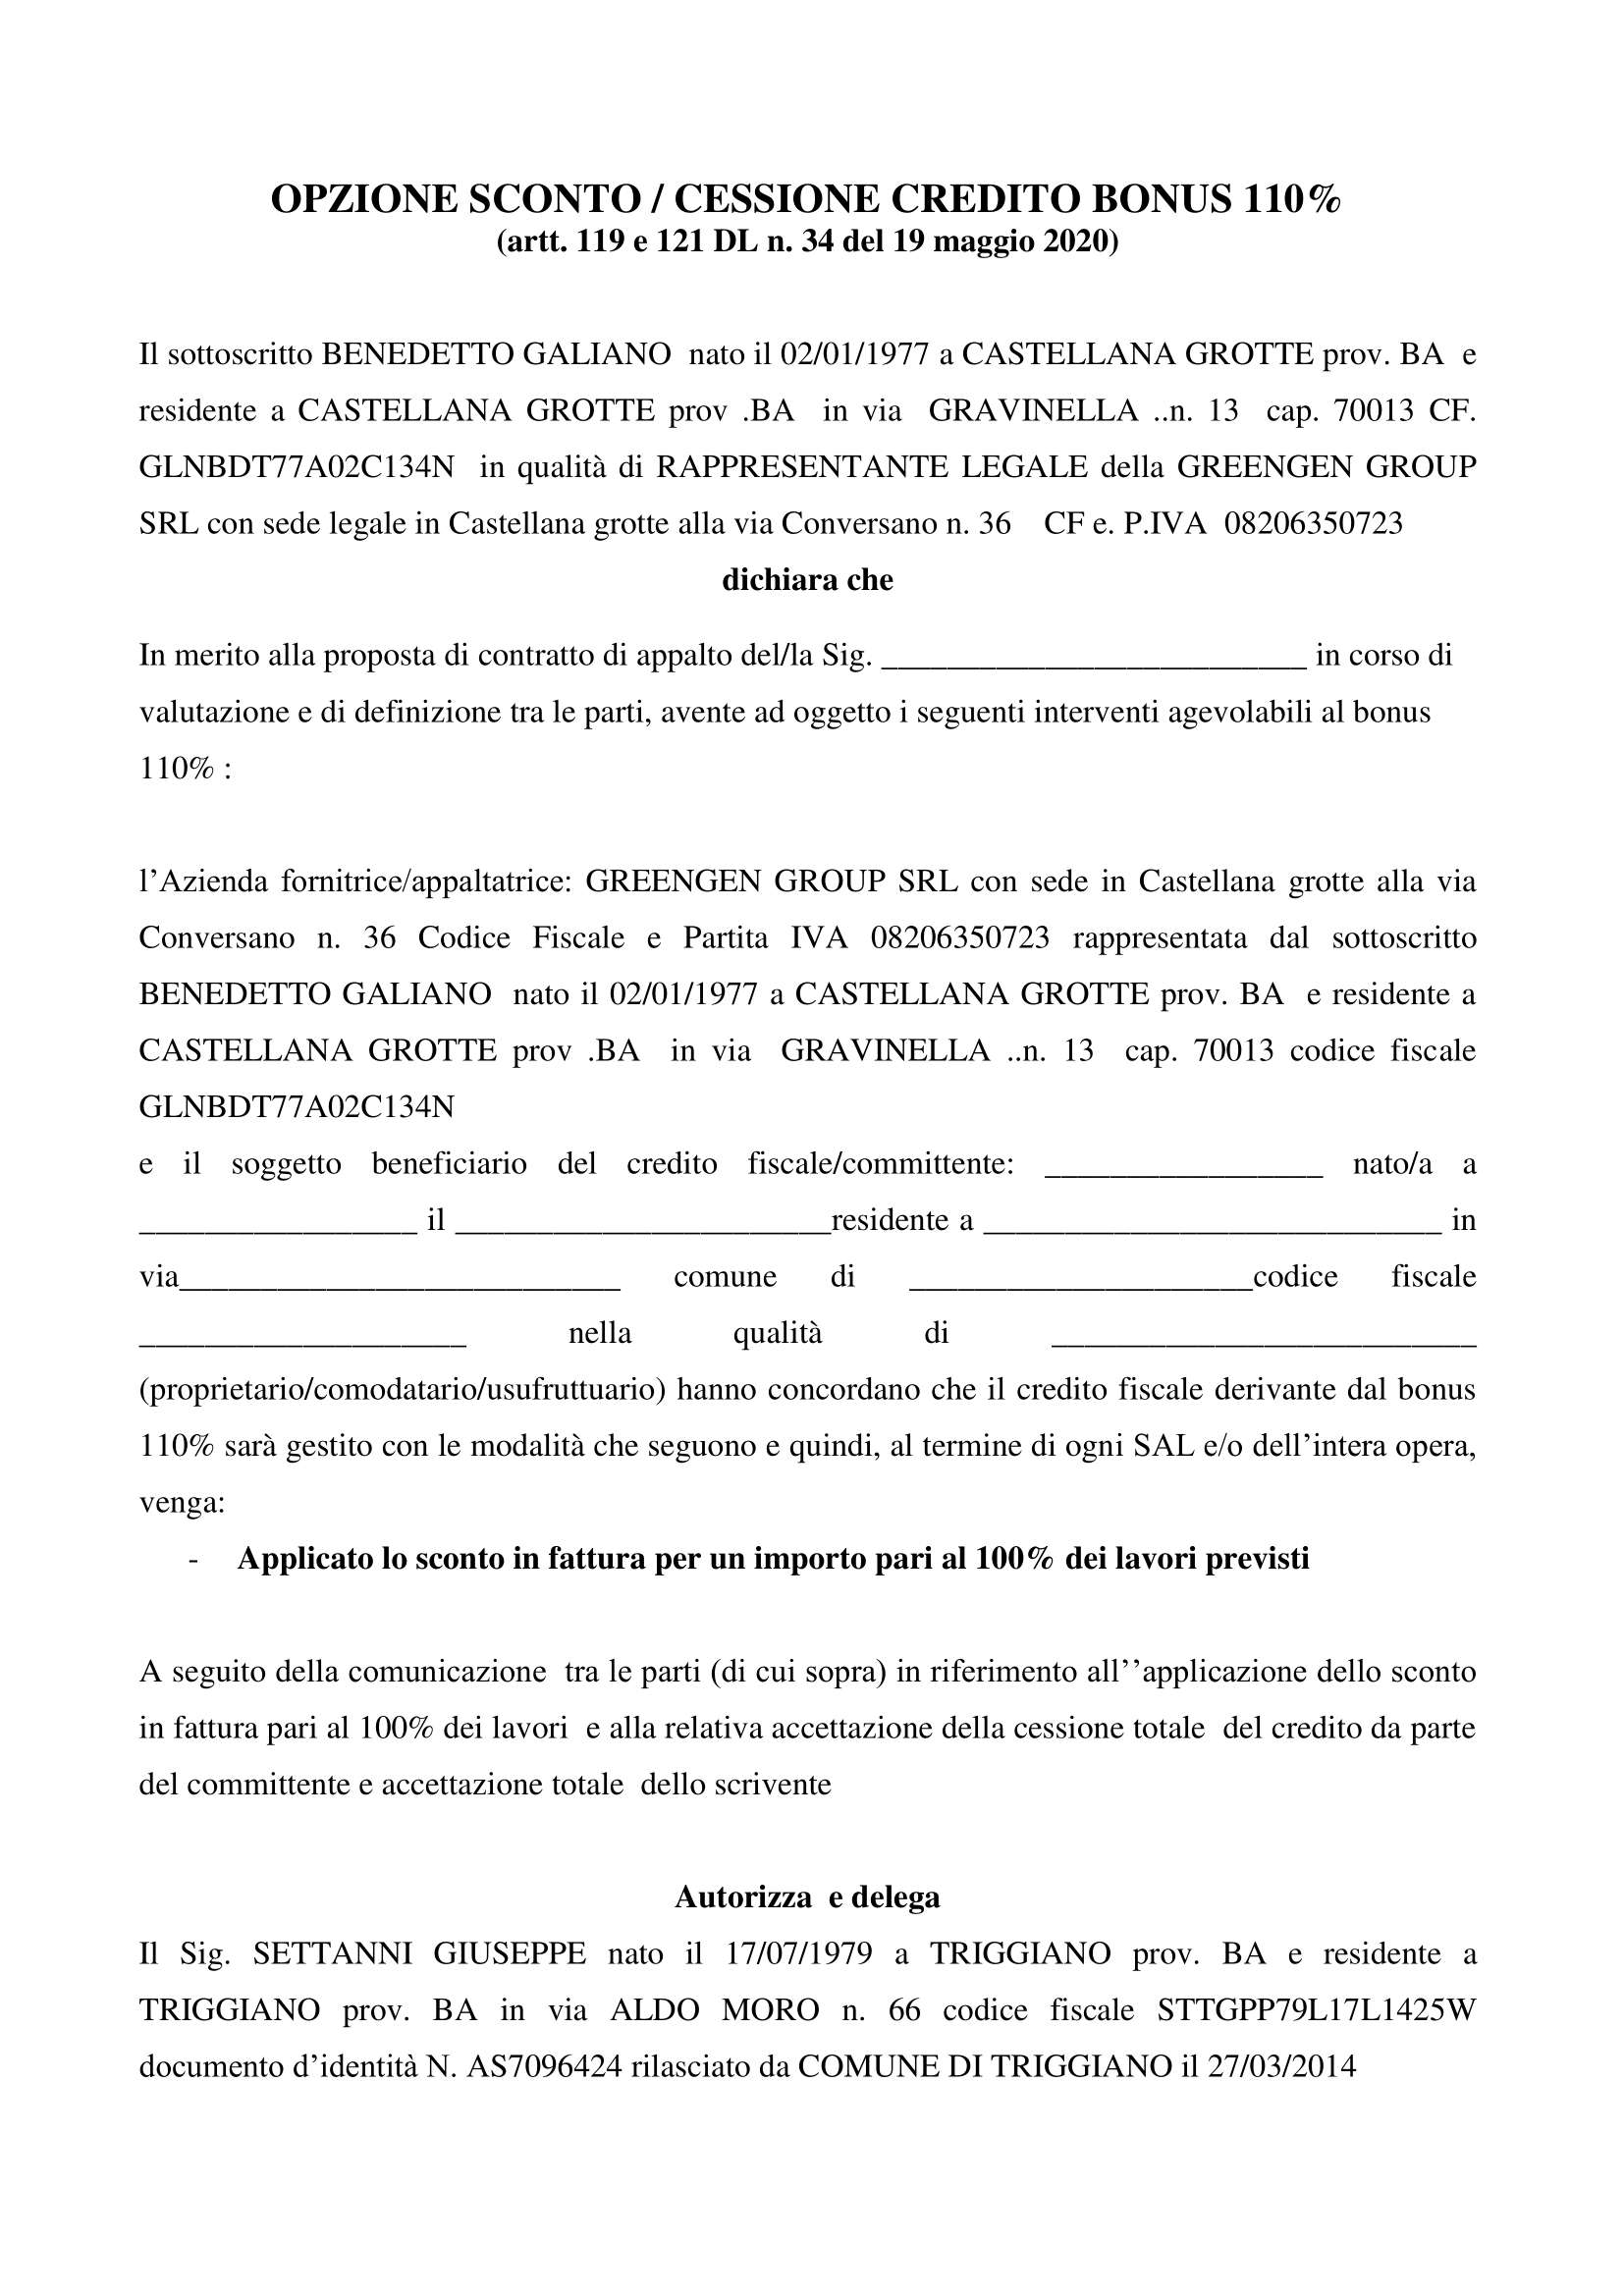 OPZIONE SCONTO / CESSIONE CREDITO BONUS 110%
(artt. 119 e 121 DL n. 34 del 19 maggio 2020)
Il sottoscritto BENEDETTO GALIANO nato il 02/01/1977 a CASTELLANA GROTTE prov. BA e
residente a CASTELLANA GROTTE prov .BA in via GRAVINELLA ..n. 13 cap. 70013 CF.
GLNBDT77A02C134N in qualità di RAPPRESENTANTE LEGALE della GREENGEN GROUP
SRL con sede legale in Castellana grotte alla via Conversano n. 36 CF e. P.IVA 08206350723
dichiara che
In merito alla proposta di contratto di appalto del/la Sig. __________________________ in corso di
valutazione e di definizione tra le parti, avente ad oggetto i seguenti interventi agevolabili al bonus
110% :
l’Azienda fornitrice/appaltatrice: GREENGEN GROUP SRL con sede in Castellana grotte alla via
Conversano n. 36 Codice Fiscale e Partita IVA 08206350723 rappresentata dal sottoscritto
BENEDETTO GALIANO nato il 02/01/1977 a CASTELLANA GROTTE prov. BA e residente a
CASTELLANA GROTTE prov .BA in via GRAVINELLA ..n. 13 cap. 70013 codice fiscale
GLNBDT77A02C134N
e il soggetto beneficiario del credito fiscale/committente: _________________ nato/a a
_________________ il _______________________residente a ____________________________ in
via___________________________ comune di _____________________codice fiscale
____________________ nella qualità di __________________________
(proprietario/comodatario/usufruttuario) hanno concordano che il credito fiscale derivante dal bonus
110% sarà gestito con le modalità che seguono e quindi, al termine di ogni SAL e/o dell’intera opera,
venga:
- Applicato lo sconto in fattura per un importo pari al 100% dei lavori previsti
A seguito della comunicazione tra le parti (di cui sopra) in riferimento all’’applicazione dello sconto
in fattura pari al 100% dei lavori e alla relativa accettazione della cessione totale del credito da parte
del committente e accettazione totale dello scrivente
Autorizza e delega
Il Sig. SETTANNI GIUSEPPE nato il 17/07/1979 a TRIGGIANO prov. BA e residente a
TRIGGIANO prov. BA in via ALDO MORO n. 66 codice fiscale STTGPP79L17L1425W
documento d’identità N. AS7096424 rilasciato da COMUNE DI TRIGGIANO il 27/03/2014